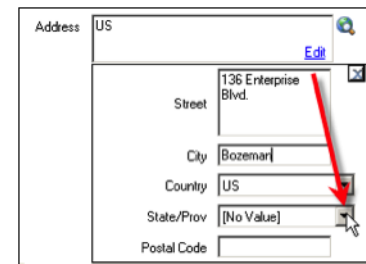 Address US
Edit
136 Enterprise
Blvd.
Street
City Bozeman
Country US
State/Prov [No Value]
Postal Code